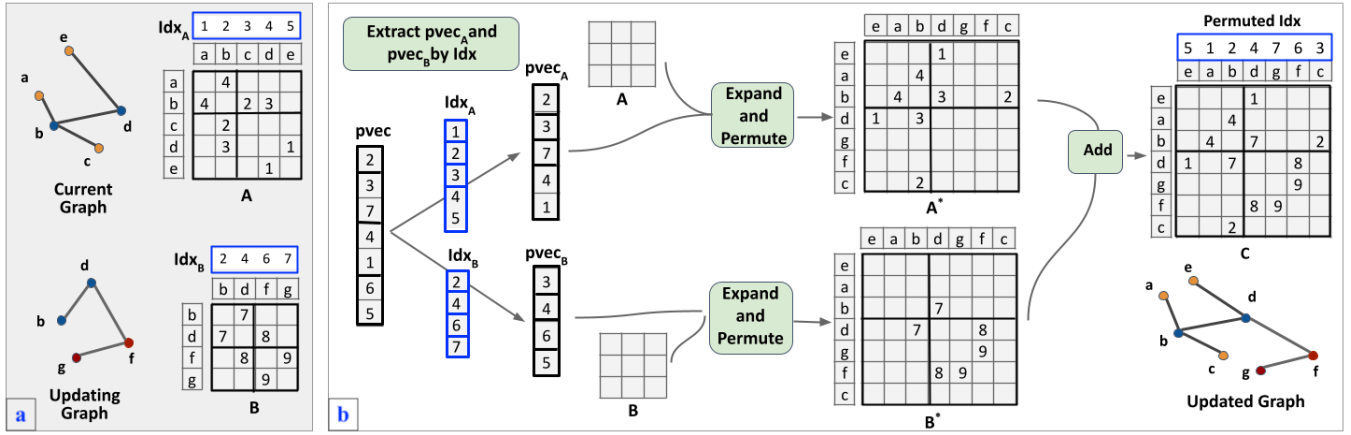 Idx_A 1 2 3 4 5
a b c d e
a 4
b 4 2 3
c 2
d 3 1
e 1
A
e
a
b
d
c
Current
Graph
Idx_B 2 4 6 7
b d f g
b 7
d 7 8
f 8 9
g 9
B
d
b
g
f
Updating
Graph
a
Extract pvec_A and
pvec_B by Idx
pvec
2
3
7
4
1
6
5
Idx_A
1
2
3
4
5
Idx_B
2
4
6
7
pvec_A
2
3
7
4
1
pvec_B
3
4
6
5
A
B
Expand
and
Permute
Expand
and
Permute
e a b d g f c
e 1
a 4
b 4 3 2
d 1 3
g
f
c 2
A*
e a b d g f c
e
a
b 7
d 7 8
g 9
f 8 9
c
B*
Add
Permuted Idx
5 1 2 4 7 6 3
e a b d g f c
e 1
a 4
b 4 7 2
d 1 7 8
g 9
f 8 9
c 2
C
e
a
d
b
c
g
f
Updated Graph
b